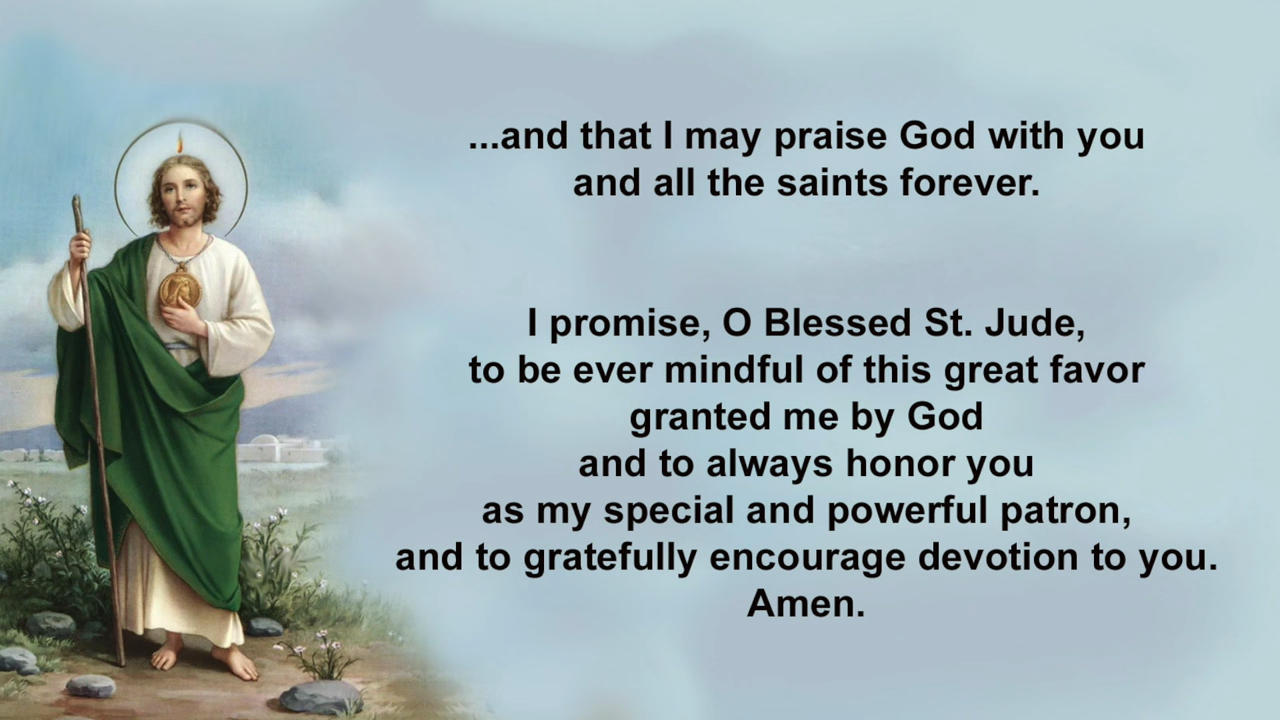 ...and that I may praise God with you
and all the saints forever.
I promise, O Blessed St. Jude,
to be ever mindful of this great favor
granted me by God
and to always honor you
as my special and powerful patron,
and to gratefully encourage devotion to you.
Amen.